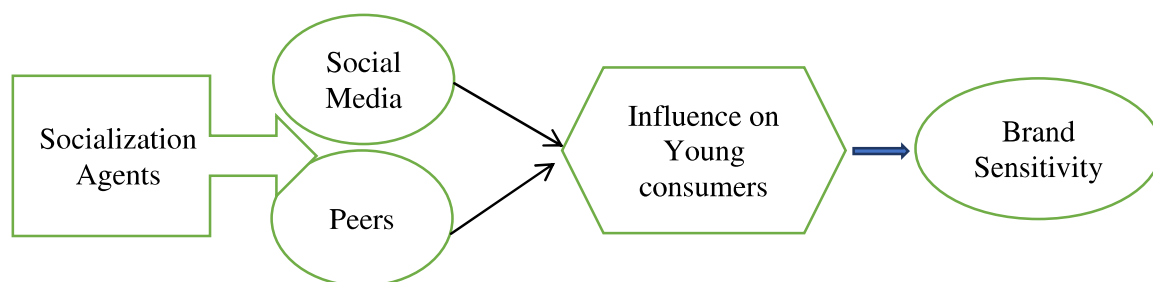 Socialization
Agents
Social
Media
Peers
Influence on
Young
consumers
Brand
Sensitivity